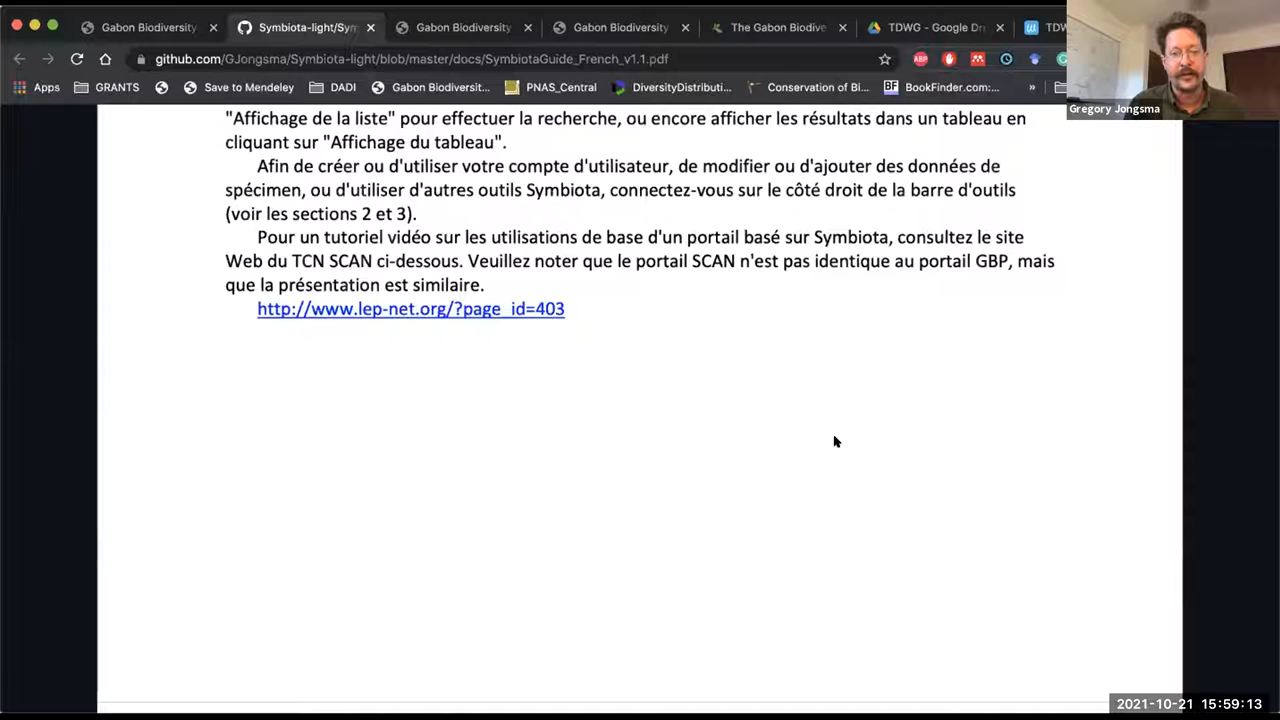 Gabon Biodiversity
Symbiota-light/Sy
Gabon Biodiversity
Gabon Biodiversity
The Gabon Biodive
TDWG - Google Dr
TDW
github.com/GJongsma/Symbiota-light/blob/master/docs/SymbiotaGuide_French_v1.1.pdf
ABP
Apps
GRANTS
Save to Mendeley
DADI
Gabon Biodiversit...
PNAS_Central
DiversityDistributi...
Conservation of Bi...
BF
BookFinder.com:...
»
Gregory Jongsma
"Affichage de la liste" pour effectuer la recherche, ou encore afficher les résultats dans un tableau en
cliquant sur "Affichage du tableau".
Afin de créer ou d'utiliser votre compte d'utilisateur, de modifier ou d'ajouter des données de
spécimen, ou d'utiliser d'autres outils Symbiota, connectez-vous sur le côté droit de la barre d'outils
(voir les sections 2 et 3).
Pour un tutoriel vidéo sur les utilisations de base d'un portail basé sur Symbiota, consultez le site
Web du TCN SCAN ci-dessous. Veuillez noter que le portail SCAN n'est pas identique au portail GBP, mais
que la présentation est similaire.
http://www.lep-net.org/?page_id=403
2021-10-21 15:59:13